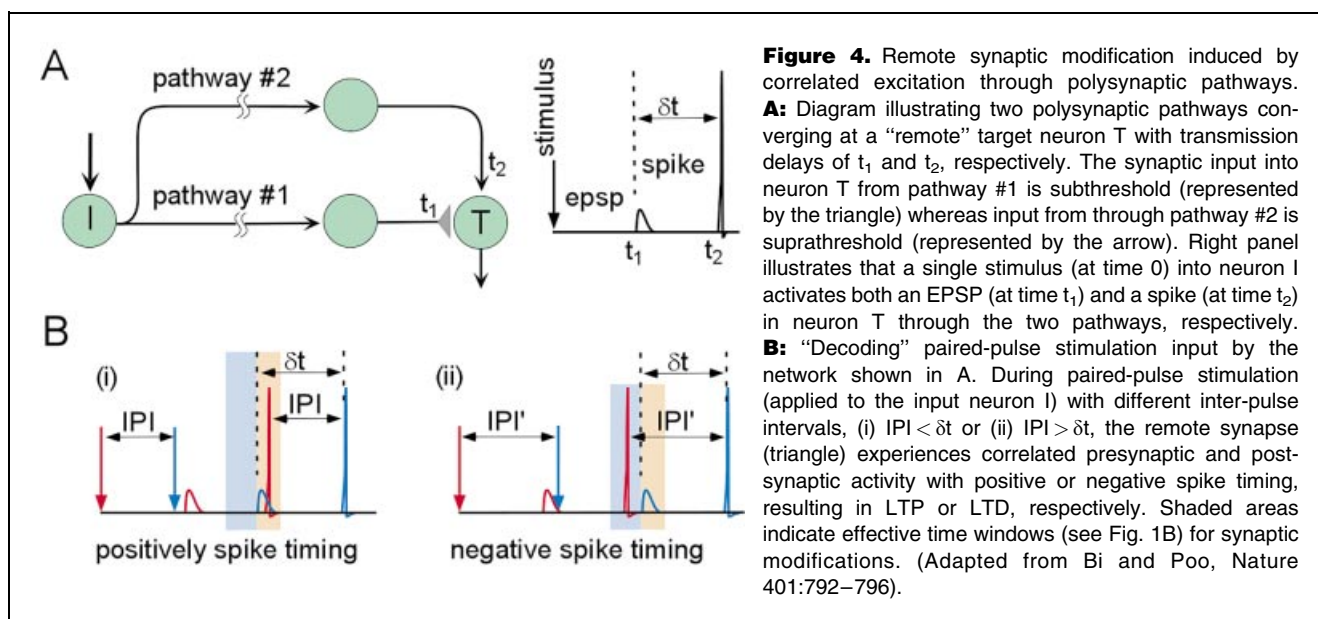 A
pathway #2
pathway #1
I
t1
t2
T
stimulus
δt
spike
epsp
t1
t2
B
(i)
IPI
δt
IPI
positively spike timing
(ii)
IPI'
δt
IPI'
negative spike timing
Figure 4. Remote synaptic modification induced by
correlated excitation through polysynaptic pathways.
A: Diagram illustrating two polysynaptic pathways con-
verging at a “remote” target neuron T with transmission
delays of t1 and t2, respectively. The synaptic input into
neuron T from pathway #1 is subthreshold (represented
by the triangle) whereas input from through pathway #2 is
suprathreshold (represented by the arrow). Right panel
illustrates that a single stimulus (at time 0) into neuron I
activates both an EPSP (at time t1) and a spike (at time t2)
in neuron T through the two pathways, respectively.
B: “Decoding” paired-pulse stimulation input by the
network shown in A. During paired-pulse stimulation
(applied to the input neuron I) with different inter-pulse
intervals, (i) IPI < δt or (ii) IPI > δt, the remote synapse
(triangle) experiences correlated presynaptic and post-
synaptic activity with positive or negative spike timing,
resulting in LTP or LTD, respectively. Shaded areas
indicate effective time windows (see Fig. 1B) for synaptic
modifications. (Adapted from Bi and Poo, Nature
401:792–796).